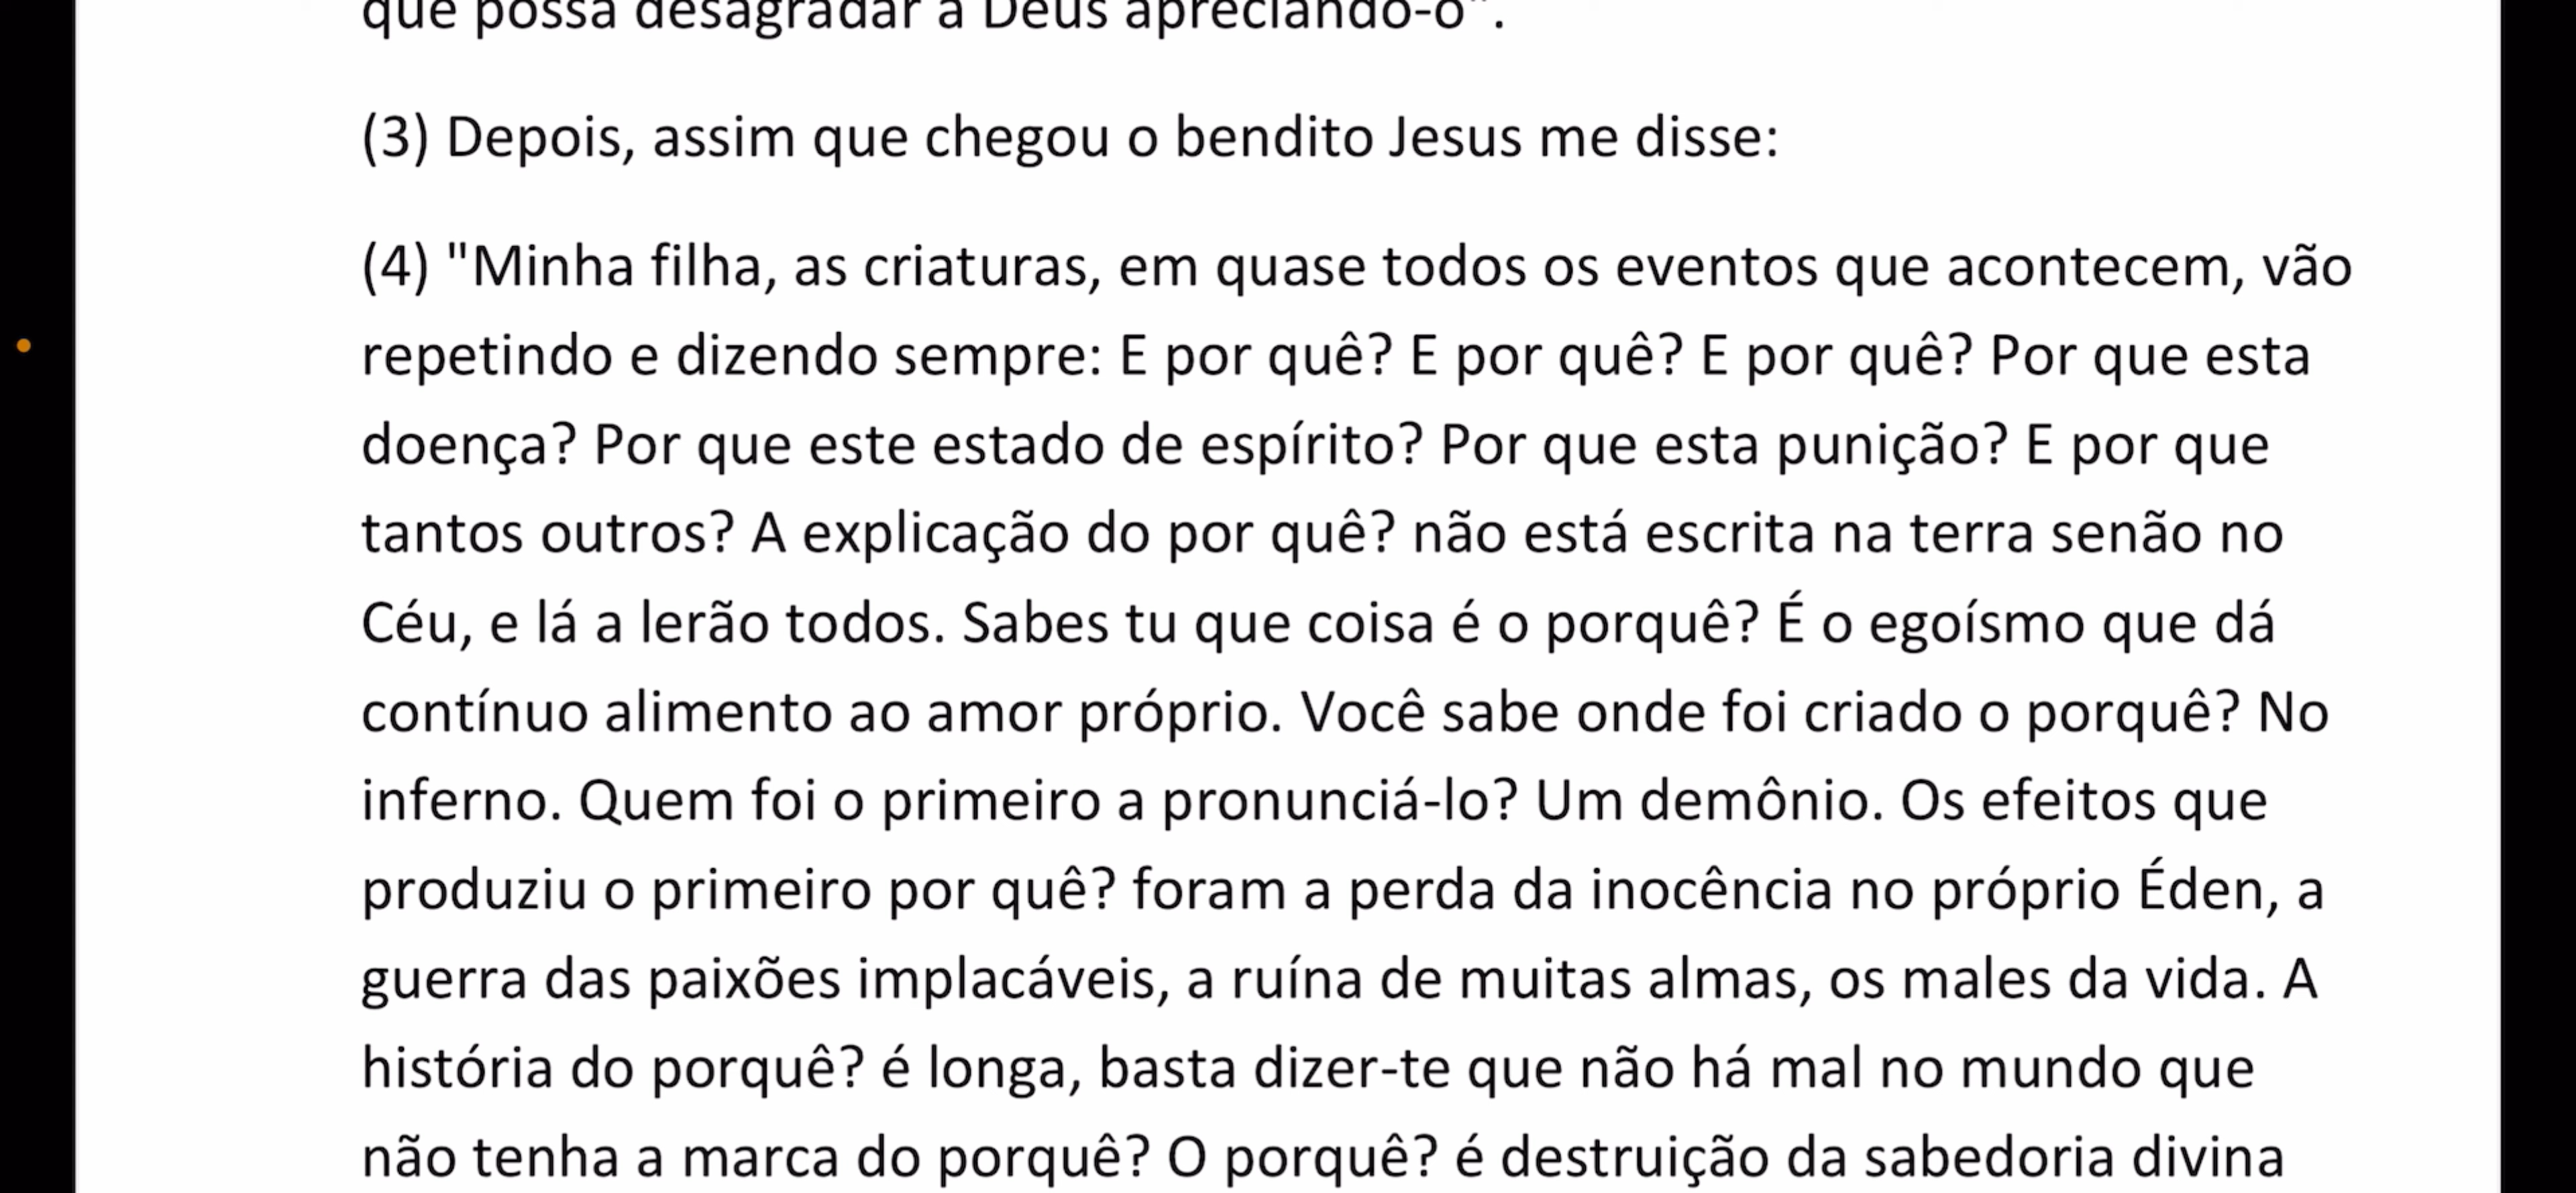 que possa desagradar a Deus apreciando-o".
(3) Depois, assim que chegou o bendito Jesus me disse:
(4) "Minha filha, as criaturas, em quase todos os eventos que acontecem, vão
repetindo e dizendo sempre: E por quê? E por quê? E por quê? Por que esta
doença? Por que este estado de espírito? Por que esta punição? E por que
tantos outros? A explicação do por quê? não está escrita na terra senão no
Céu, e lá a lerão todos. Sabes tu que coisa é o porquê? É o egoísmo que dá
contínuo alimento ao amor próprio. Você sabe onde foi criado o porquê? No
inferno. Quem foi o primeiro a pronunciá-lo? Um demônio. Os efeitos que
produziu o primeiro por quê? foram a perda da inocência no próprio Éden, a
guerra das paixões implacáveis, a ruína de muitas almas, os males da vida. A
história do porquê? é longa, basta dizer-te que não há mal no mundo que
não tenha a marca do porquê? O porquê? é destruição da sabedoria divina